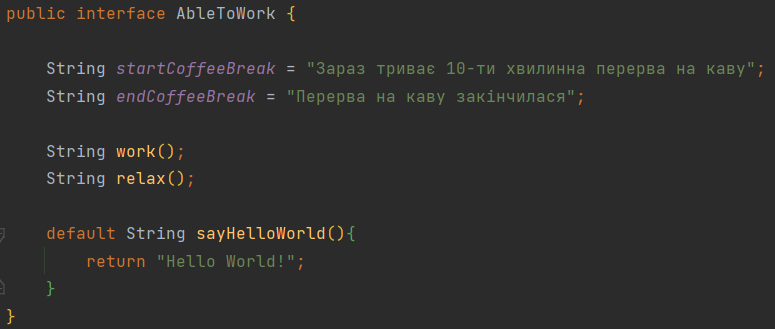 public interface AbleToWork {
String startCoffeeBreak = "Зараз триває 10-ти хвилинна перерва на каву";
String endCoffeeBreak = "Перерва на каву закінчилася";
String work();
String relax();
default String sayHelloWorld(){
return "Hello World!";
}
}